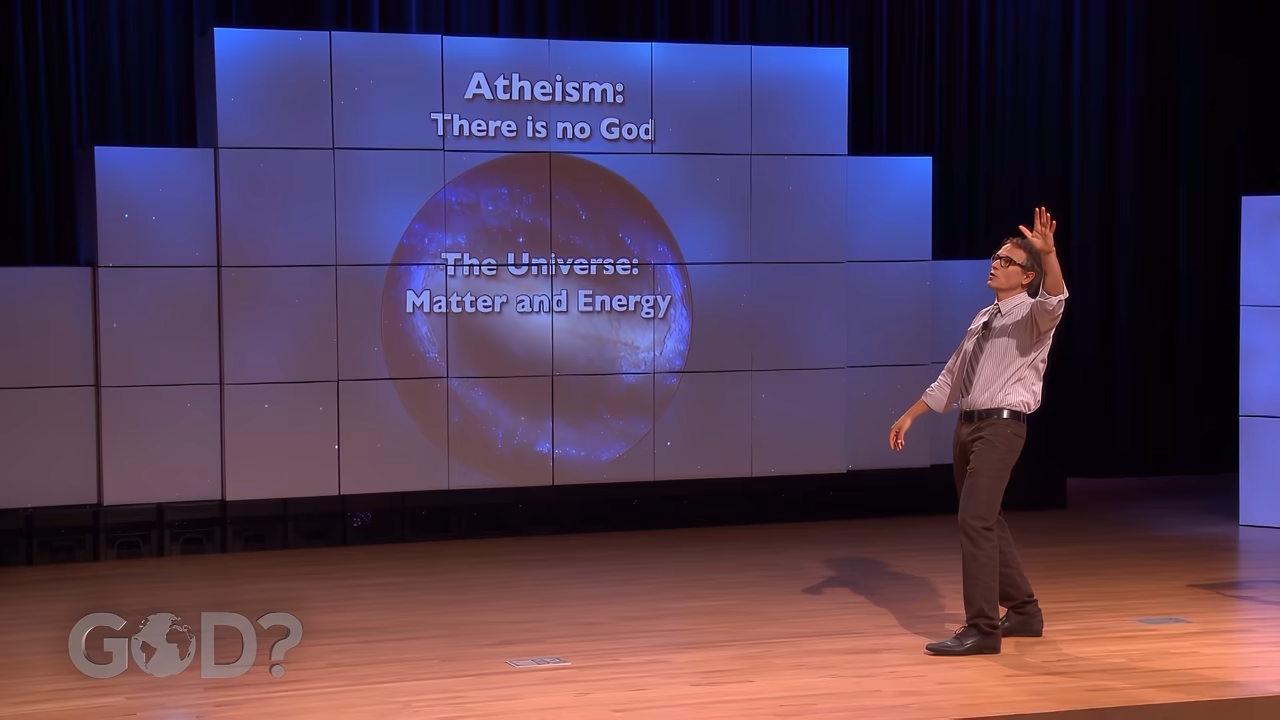 Atheism:
There is no God
The Universe:
Matter and Energy
GOD?